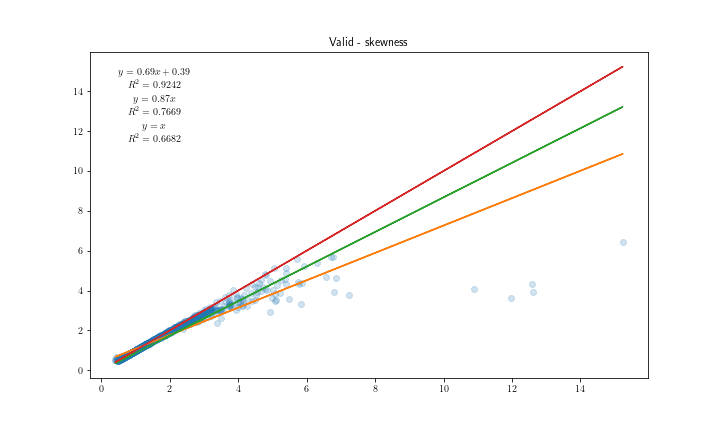 Valid - skewness
y = 0.69x + 0.39
R² = 0.9242
y = 0.87x
R² = 0.7669
y = x
R² = 0.6682
14
12
10
8
6
4
2
0
0 2 4 6 8 10 12 14